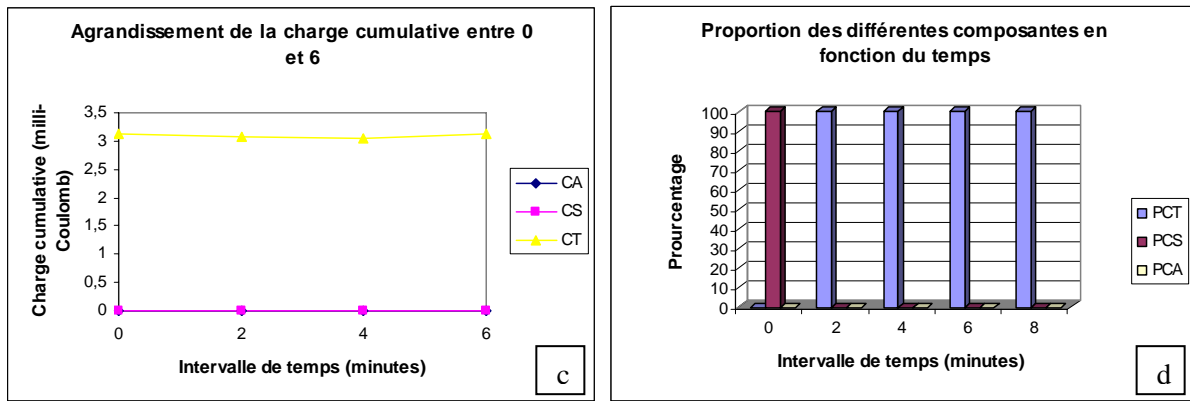 Agrandissement de la charge cumulative entre 0
et 6
Charge cumulative (milli-
Coulomb)
3,5
3
2,5
2
1,5
1
0,5
0
0 2 4 6
Intervalle de temps (minutes)
CA
CS
CT
c
Proportion des différentes composantes en
fonction du temps
Prourcentage
100
90
80
70
60
50
40
30
20
10
0
0 2 4 6 8
Intervalle de temps (minutes)
PCT
PCS
PCA
d